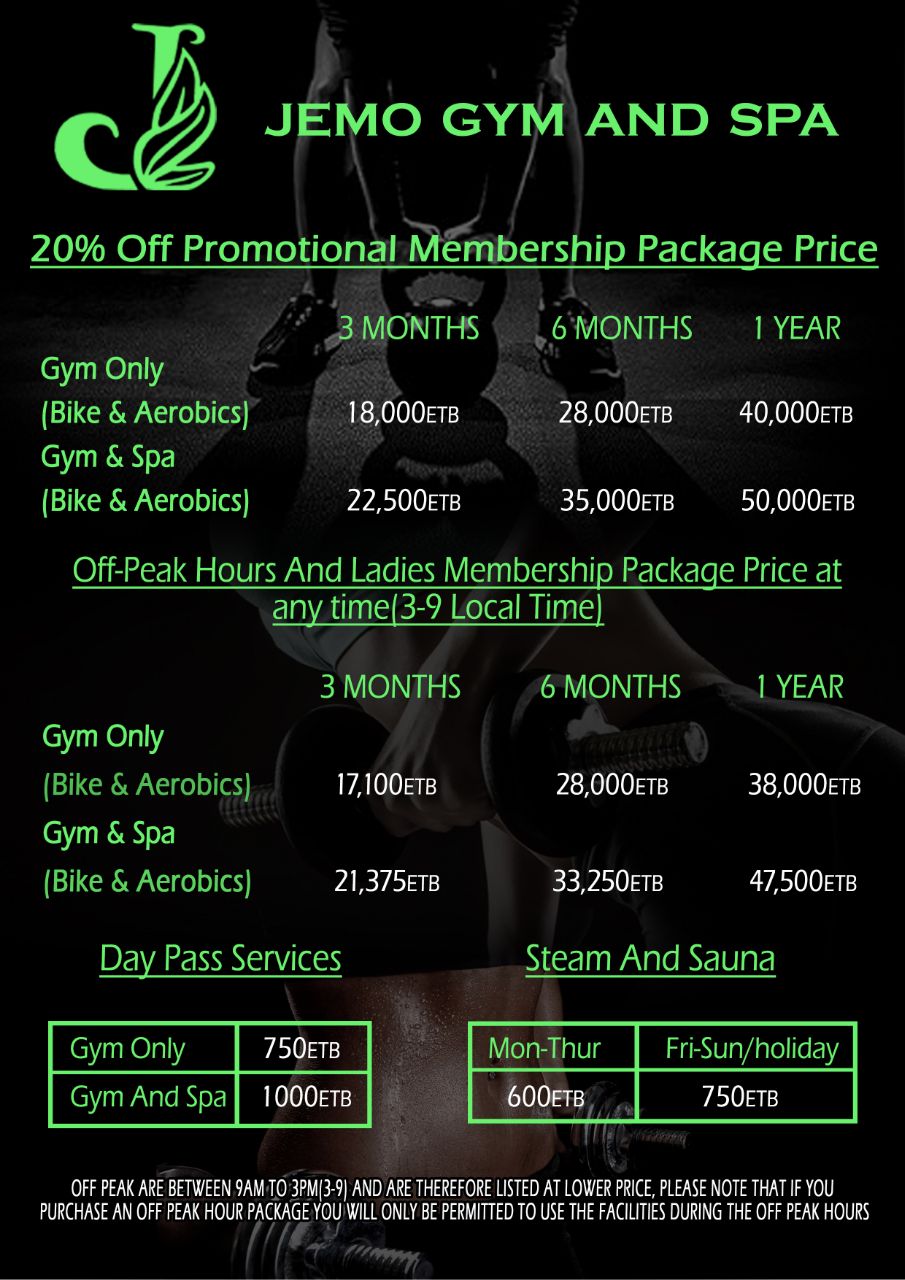 JEMO GYM AND SPA
20% Off Promotional Membership Package Price
3 MONTHS 6 MONTHS 1 YEAR
Gym Only
(Bike & Aerobics) 18,000ETB 28,000ETB 40,000ETB
Gym & Spa
(Bike & Aerobics) 22,500ETB 35,000ETB 50,000ETB
Off-Peak Hours And Ladies Membership Package Price at
any time(3-9 Local Time)
3 MONTHS 6 MONTHS 1 YEAR
Gym Only
(Bike & Aerobics) 17,100ETB 28,000ETB 38,000ETB
Gym & Spa
(Bike & Aerobics) 21,375ETB 33,250ETB 47,500ETB
Day Pass Services Steam And Sauna
Gym Only 750ETB Mon-Thur Fri-Sun/holiday
Gym And Spa 1000ETB 600ETB 750ETB
OFF PEAK ARE BETWEEN 9AM TO 3PM(3-9) AND ARE THEREFORE LISTED AT LOWER PRICE, PLEASE NOTE THAT IF YOU
PURCHASE AN OFF PEAK HOUR PACKAGE YOU WILL ONLY BE PERMITTED TO USE THE FACILITIES DURING THE OFF PEAK HOURS